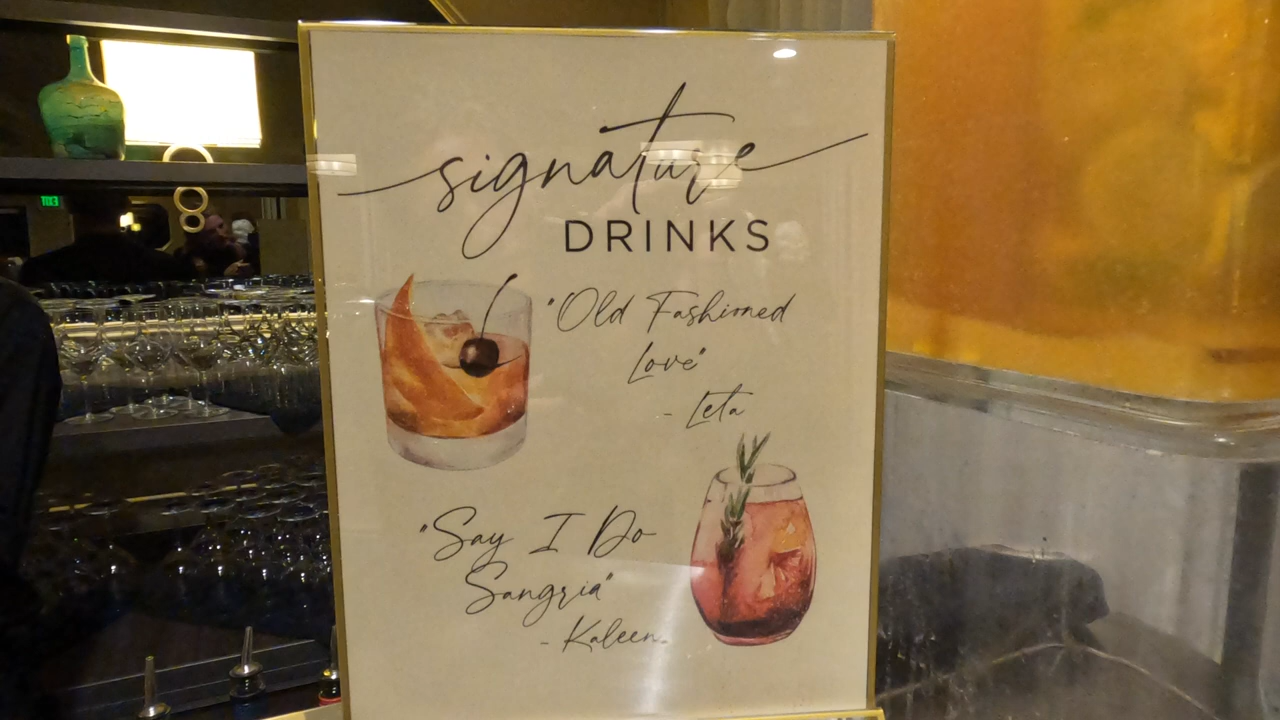 signature
DRINKS
"Old Fashioned
Love"
- Leta
"Say I Do
Sangria"
- Kaleen